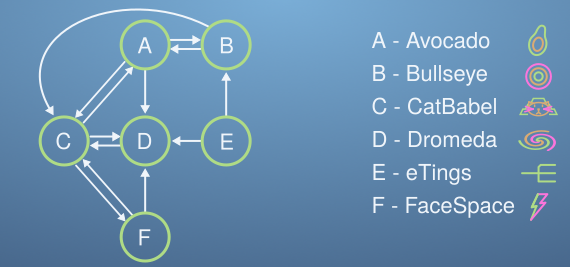 A
B
C
D
E
F
A - Avocado
B - Bullseye
C - CatBabel
D - Dromeda
E - eTings
F - FaceSpace